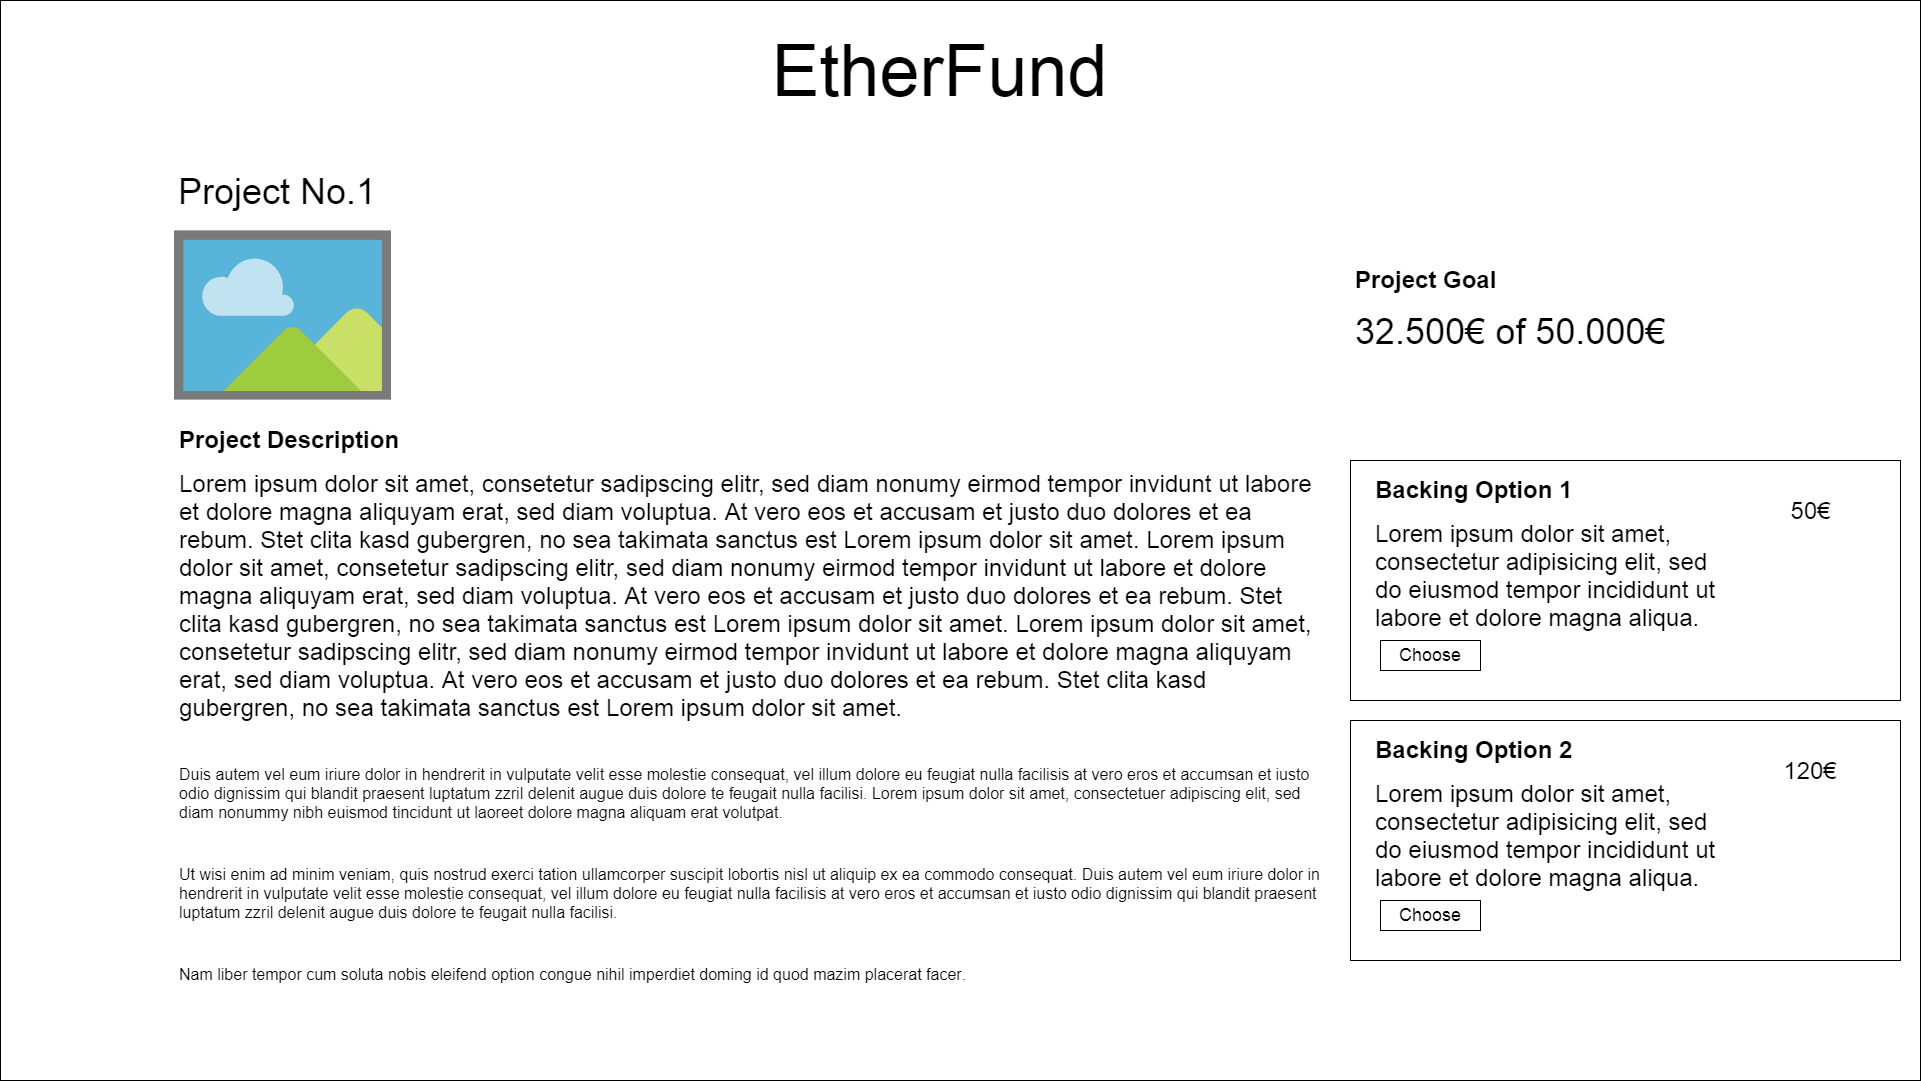 EtherFund
Project No.1
Project Description
Lorem ipsum dolor sit amet, consetetur sadipscing elitr, sed diam nonumy eirmod tempor invidunt ut labore
et dolore magna aliquyam erat, sed diam voluptua. At vero eos et accusam et justo duo dolores et ea
rebum. Stet clita kasd gubergren, no sea takimata sanctus est Lorem ipsum dolor sit amet. Lorem ipsum
dolor sit amet, consetetur sadipscing elitr, sed diam nonumy eirmod tempor invidunt ut labore et dolore
magna aliquyam erat, sed diam voluptua. At vero eos et accusam et justo duo dolores et ea rebum. Stet
clita kasd gubergren, no sea takimata sanctus est Lorem ipsum dolor sit amet. Lorem ipsum dolor sit amet,
consetetur sadipscing elitr, sed diam nonumy eirmod tempor invidunt ut labore et dolore magna aliquyam
erat, sed diam voluptua. At vero eos et accusam et justo duo dolores et ea rebum. Stet clita kasd
gubergren, no sea takimata sanctus est Lorem ipsum dolor sit amet.
Duis autem vel eum iriure dolor in hendrerit in vulputate velit esse molestie consequat, vel illum dolore eu feugiat nulla facilisis at vero eros et accumsan et iusto
odio dignissim qui blandit praesent luptatum zzril delenit augue duis dolore te feugait nulla facilisi. Lorem ipsum dolor sit amet, consectetuer adipiscing elit, sed
diam nonummy nibh euismod tincidunt ut laoreet dolore magna aliquam erat volutpat.
Ut wisi enim ad minim veniam, quis nostrud exerci tation ullamcorper suscipit lobortis nisl ut aliquip ex ea commodo consequat. Duis autem vel eum iriure dolor in
hendrerit in vulputate velit esse molestie consequat, vel illum dolore eu feugiat nulla facilisis at vero eros et accumsan et iusto odio dignissim qui blandit praesent
luptatum zzril delenit augue duis dolore te feugait nulla facilisi.
Nam liber tempor cum soluta nobis eleifend option congue nihil imperdiet doming id quod mazim placerat facer.
Project Goal
32.500€ of 50.000€
Backing Option 1
50€
Lorem ipsum dolor sit amet,
consectetur adipisicing elit, sed
do eiusmod tempor incididunt ut
labore et dolore magna aliqua.
Choose
Backing Option 2
120€
Lorem ipsum dolor sit amet,
consectetur adipisicing elit, sed
do eiusmod tempor incididunt ut
labore et dolore magna aliqua.
Choose